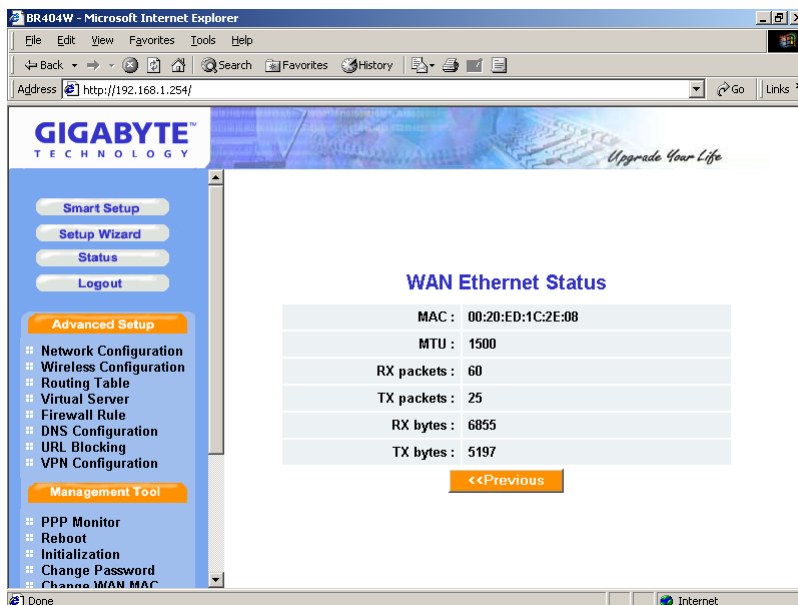 BR404W - Microsoft Internet Explorer
File Edit View Favorites Tools Help
Back Search Favorites History
Address http://192.168.1.254/ Go Links
GIGABYTE™
TECHNOLOGY
Upgrade Your Life
Smart Setup
Setup Wizard
Status
Logout
Advanced Setup
Network Configuration
Wireless Configuration
Routing Table
Virtual Server
Firewall Rule
DNS Configuration
URL Blocking
VPN Configuration
Management Tool
PPP Monitor
Reboot
Initialization
Change Password
Change WAN MAC
WAN Ethernet Status
MAC : 00:20:ED:1C:2E:08
MTU : 1500
RX packets : 60
TX packets : 25
RX bytes : 6855
TX bytes : 5197
<<Previous
Done Internet